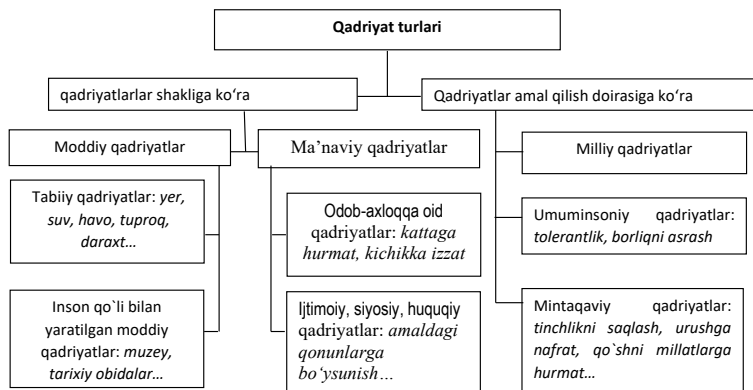 Qadriyat turlari
qadriyatlarlar shakliga ko‘ra
Qadriyatlar amal qilish doirasiga ko‘ra
Moddiy qadriyatlar
Ma’naviy qadriyatlar
Milliy qadriyatlar
Tabiiy qadriyatlar: yer,
suv, havo, tuproq,
daraxt…
Odob-axloqqa oid
qadriyatlar: kattaga
hurmat, kichikka izzat
Umuminsoniy qadriyatlar:
tolerantlik, borliqni asrash
Inson qo`li bilan
yaratilgan moddiy
qadriyatlar: muzey,
tarixiy obidalar…
Ijtimoiy, siyosiy, huquqiy
qadriyatlar: amaldagi
qonunlarga
bo‘ysunish…
Mintaqaviy qadriyatlar:
tinchlikni saqlash, urushga
nafrat, qo`shni millatlarga
hurmat…